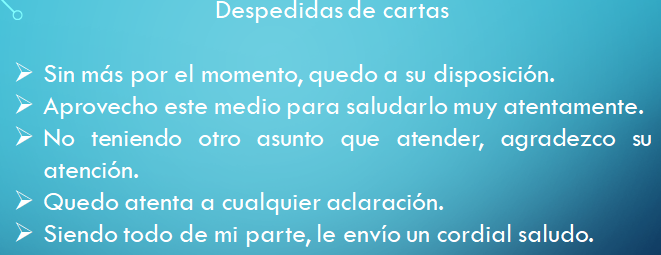 Despedidas de cartas
➢ Sin más por el momento, quedo a su disposición.
➢ Aprovecho este medio para saludarlo muy atentamente.
➢ No teniendo otro asunto que atender, agradezco su
atención.
➢ Quedo atenta a cualquier aclaración.
➢ Siendo todo de mi parte, le envío un cordial saludo.